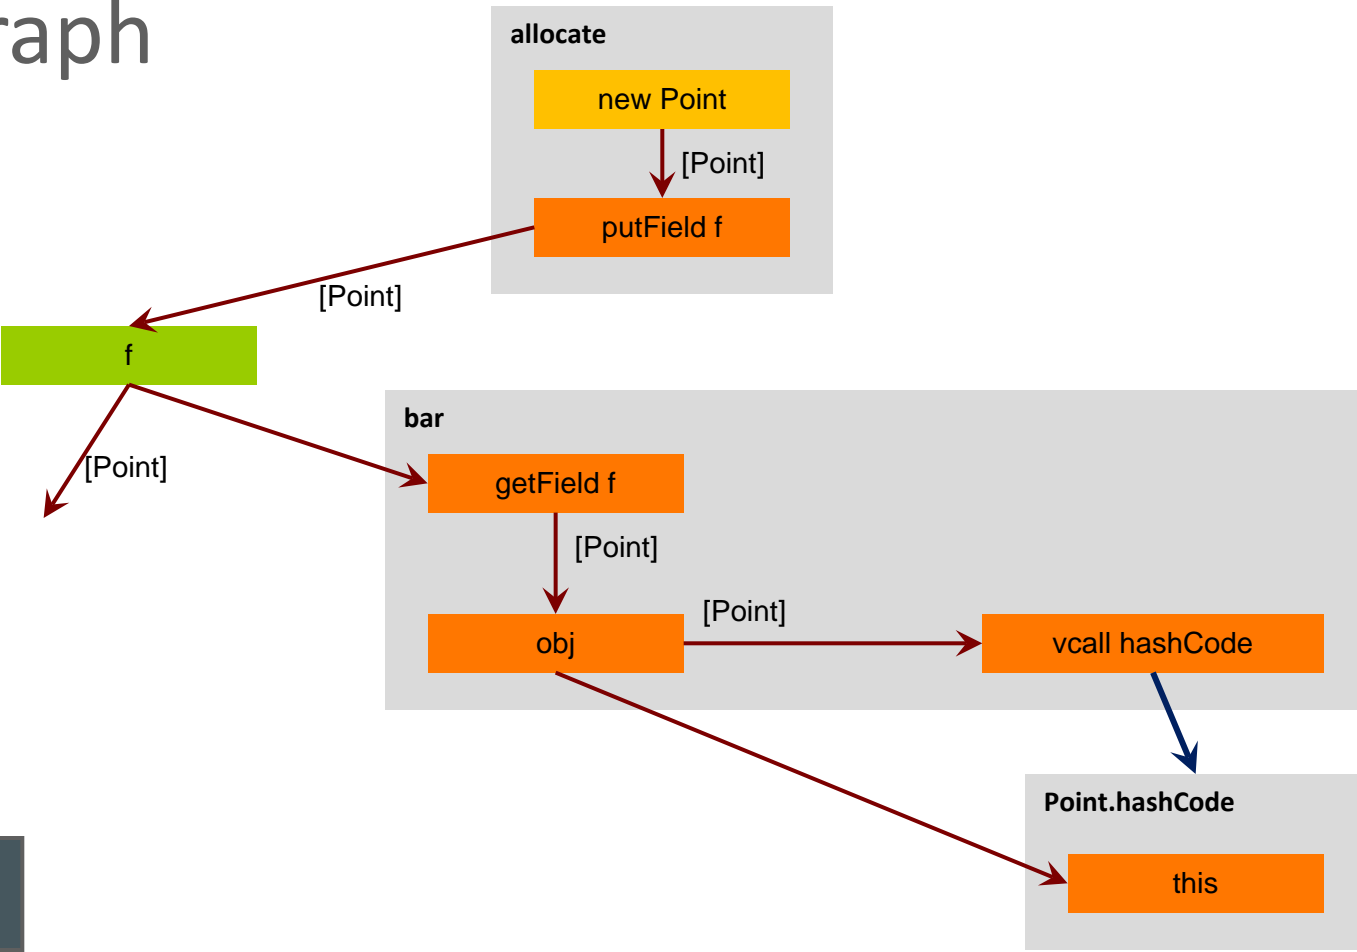 raph
allocate
new Point
[Point]
putField f
[Point]
f
[Point]
bar
getField f
[Point]
obj
[Point]
vcall hashCode
Point.hashCode
this